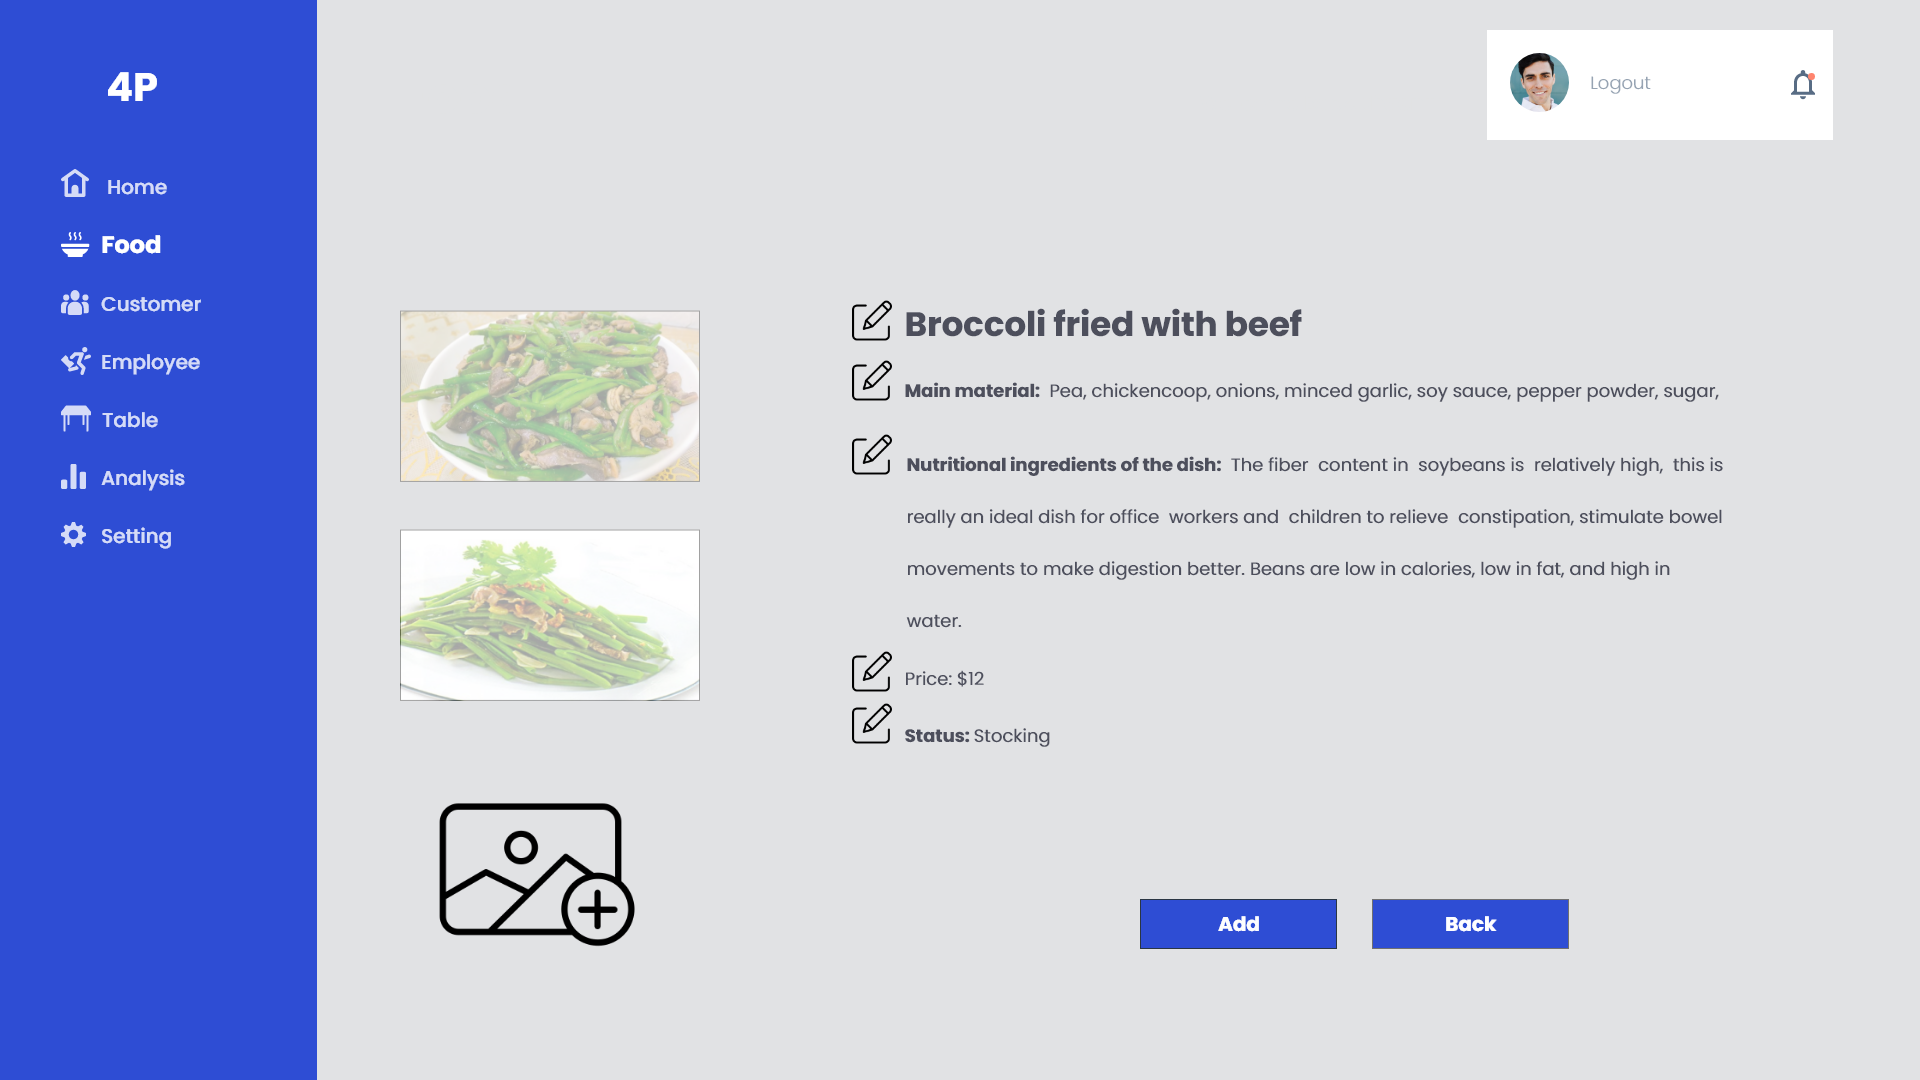 4P
Home
Food
Customer
Employee
Table
Analysis
Setting
Logout
Broccoli fried with beef
Main material: Pea, chickencoop, onions, minced garlic, soy sauce, pepper powder, sugar,
Nutritional ingredients of the dish: The fiber content in soybeans is relatively high, this is
really an ideal dish for office workers and children to relieve constipation, stimulate bowel
movements to make digestion better. Beans are low in calories, low in fat, and high in
water.
Price: $12
Status: Stocking
Add
Back